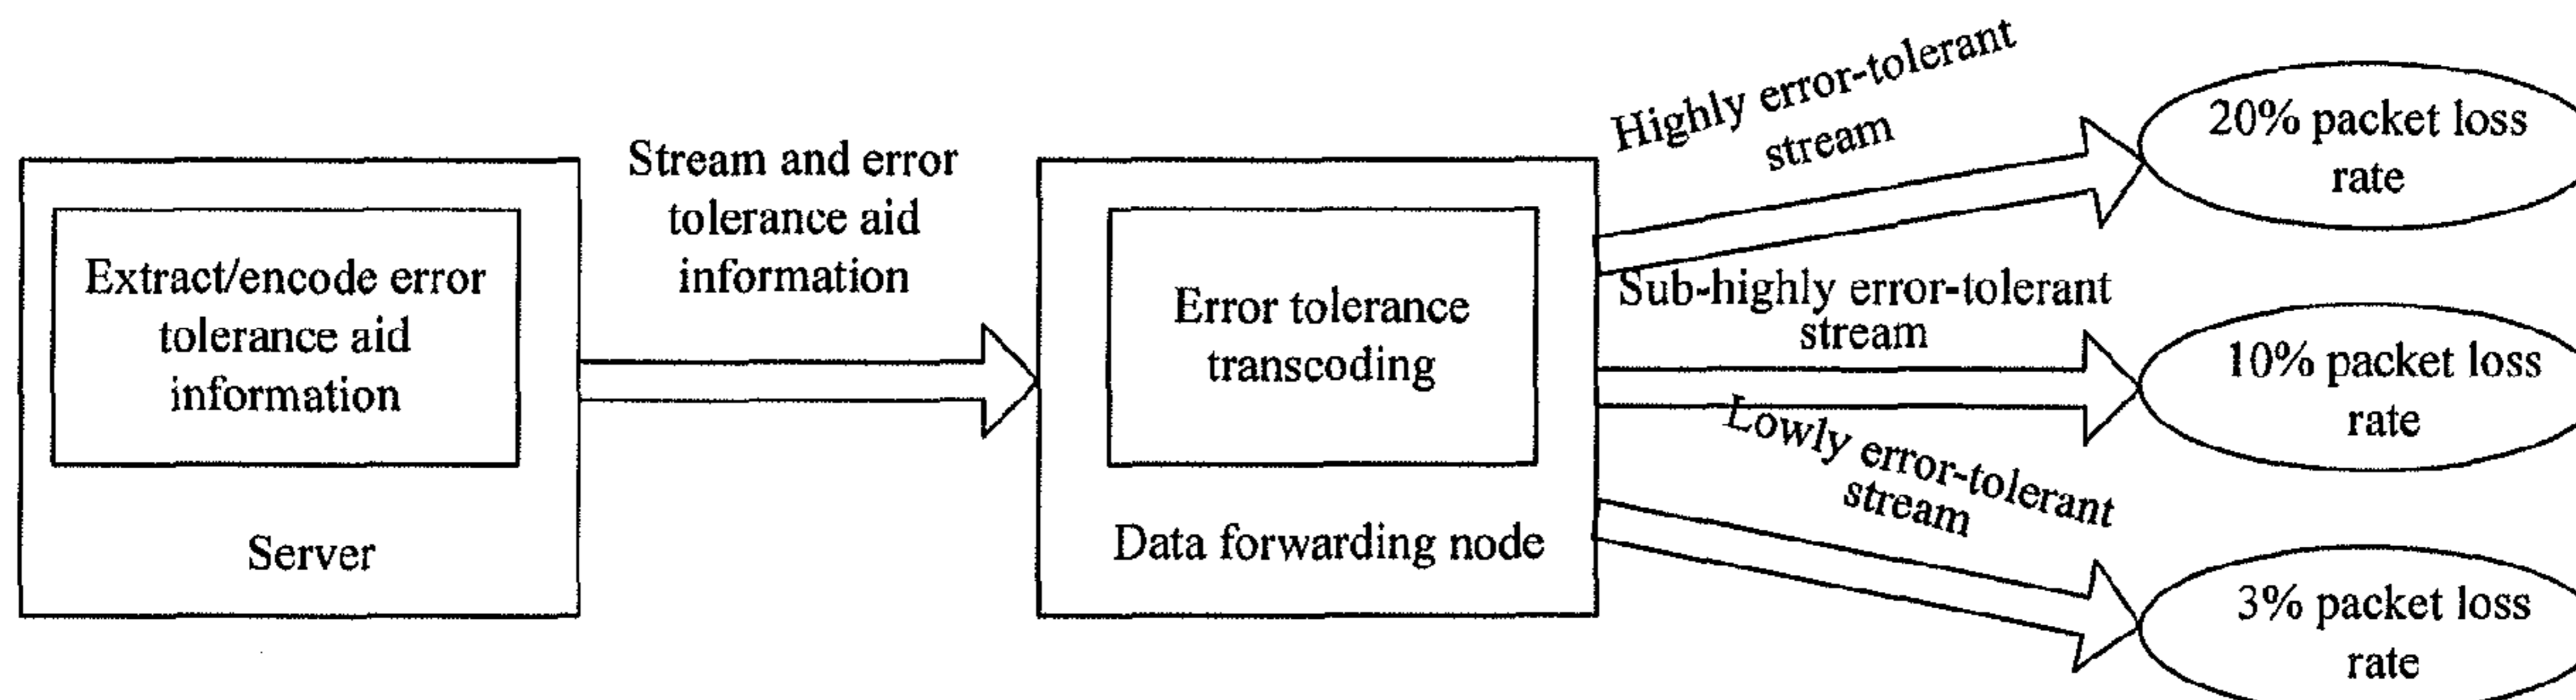 Extract/encode error
tolerance aid
information
Server
Stream and error
tolerance aid
information
Error tolerance
transcoding
Data forwarding node
Highly error-tolerant
stream
Sub-highly error-tolerant
stream
Lowly error-tolerant
stream
20% packet loss
rate
10% packet loss
rate
3% packet loss
rate